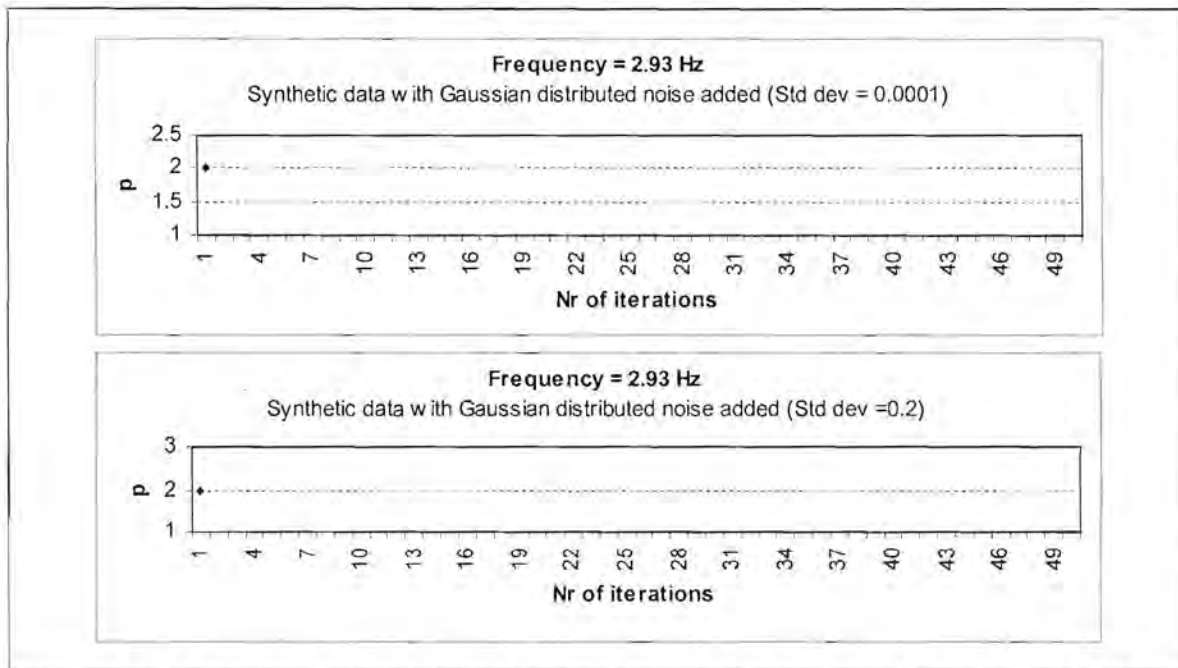 Frequency = 2.93 Hz
Synthetic data with Gaussian distributed noise added (Std dev = 0.0001)
2.5
2
1.5
1
p
1 4 7 10 13 16 19 22 25 28 31 34 37 40 43 46 49
Nr of iterations
Frequency = 2.93 Hz
Synthetic data with Gaussian distributed noise added (Std dev =0.2)
3
2
1
p
1 4 7 10 13 16 19 22 25 28 31 34 37 40 43 46 49
Nr of iterations